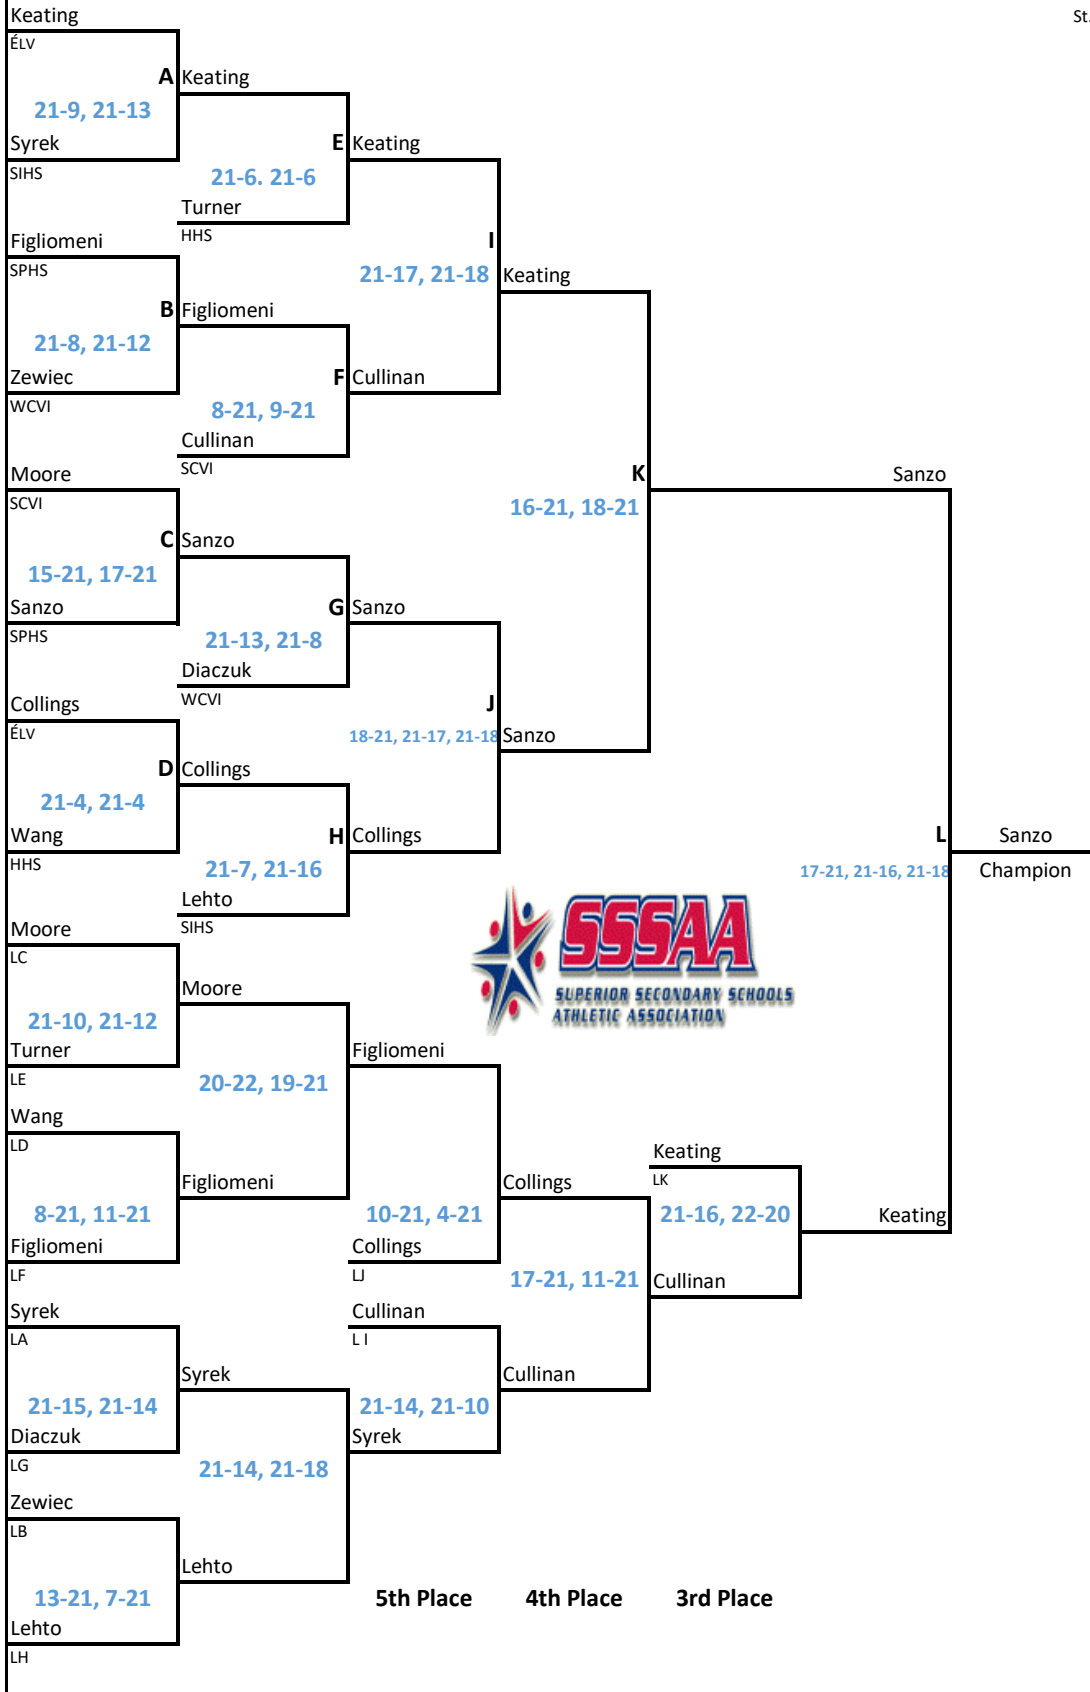 Keating
St.
ÉLV
A Keating
21-9, 21-13
Syrek
E Keating
SIHS
21-6. 21-6
Turner
HHS
Figliomeni
I
SPHS
21-17, 21-18 Keating
B Figliomeni
21-8, 21-12
Zewiec
F Cullinan
WCVI
8-21, 9-21
Cullinan
SCVI
Moore
K
Sanzo
SCVI
16-21, 18-21
C Sanzo
15-21, 17-21
Sanzo
G Sanzo
SPHS
21-13, 21-8
Diaczuk
WCVI
Collings
J
ÉLV
18-21, 21-17, 21-18 Sanzo
D Collings
21-4, 21-4
Wang
H Collings
L Sanzo
HHS
21-7, 21-16
17-21, 21-16, 21-18 Champion
Lehto
SIHS
SSSAA
SUPERIOR SECONDARY SCHOOLS
ATHLETIC ASSOCIATION
Moore
LC
Moore
21-10, 21-12
Turner
Figliomeni
LE
20-22, 19-21
Wang
LD
Keating
LK
Figliomeni
Collings
8-21, 11-21
10-21, 4-21
21-16, 22-20
Keating
Figliomeni
Collings
LF
LJ
17-21, 11-21 Cullinan
Syrek
Cullinan
LA
L I
Syrek
Cullinan
21-15, 21-14
21-14, 21-10
Diaczuk
Syrek
LG
21-14, 21-18
Zewiec
LB
Lehto
13-21, 7-21
5th Place 4th Place 3rd Place
Lehto
LH